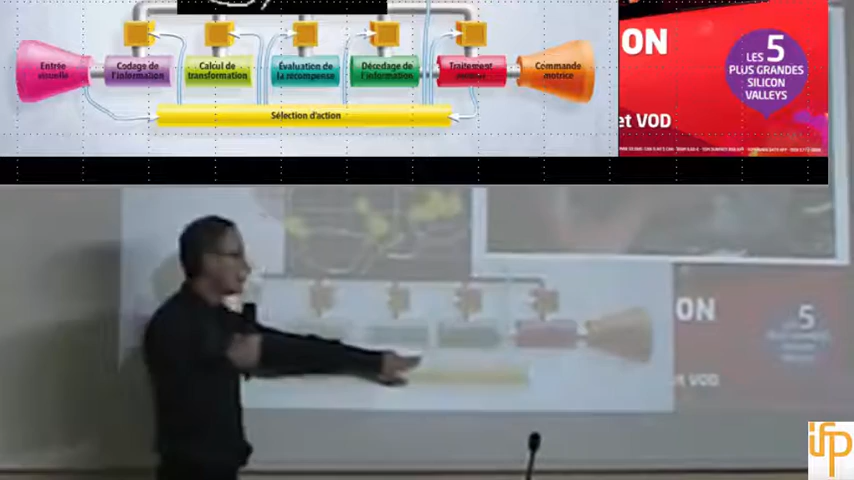 Entrée
visuelle
Codage de
l'information
Calcul de
transformation
Évaluation de
la récompense
Décodage de
l'information
Traitement
moteur
Commande
motrice
Sélection d'action
ON
LES 5
PLUS GRANDES
SILICON
VALLEYS
et VOD
ON
5
et VOD
ifp